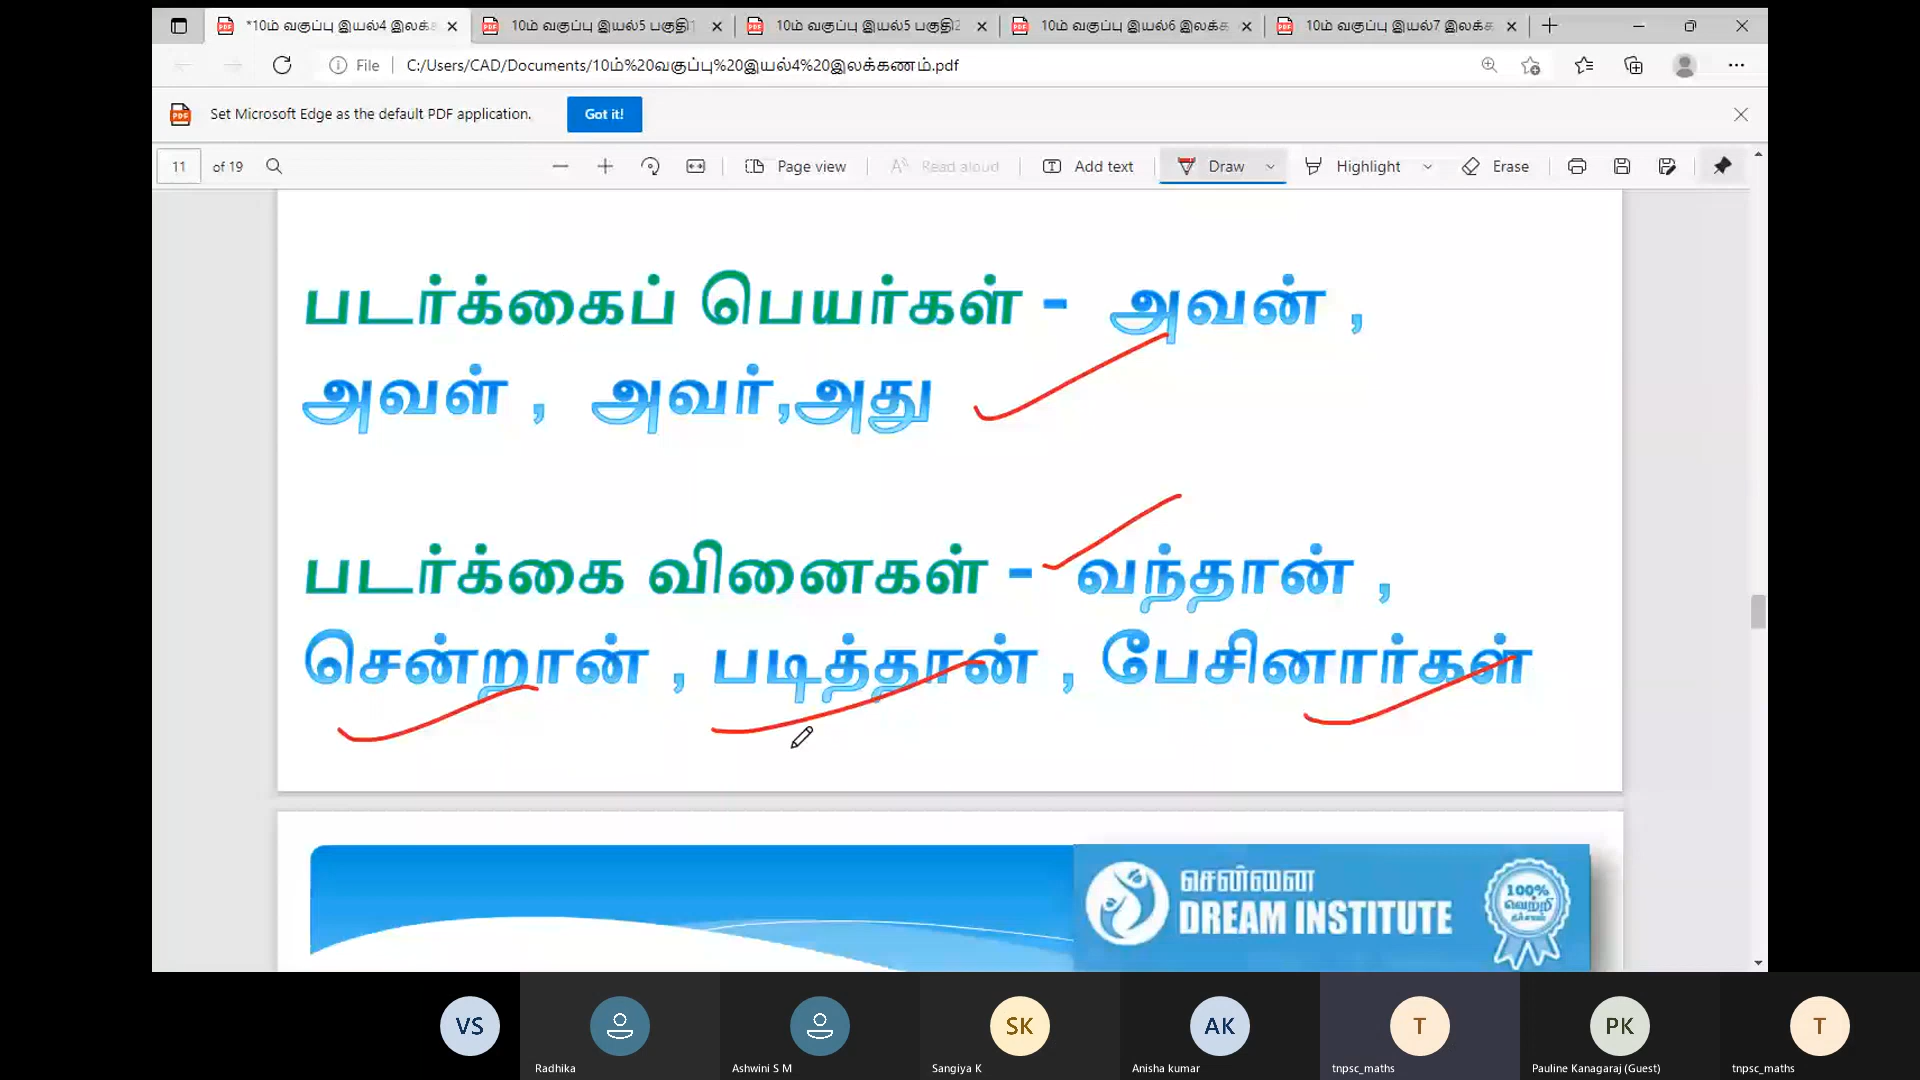 *10ம் வகுப்பு இயல்4 இலக்க
10ம் வகுப்பு இயல்5 பகுதி1
10ம் வகுப்பு இயல்5 பகுதி2
10ம் வகுப்பு இயல்6 இலக்க
10ம் வகுப்பு இயல்7 இலக்க
File C:/Users/CAD/Documents/10ம்%20வகுப்பு%20இயல்4%20இலக்கணம்.pdf
Set Microsoft Edge as the default PDF application. Got it!
11 of 19 Page view Read aloud Add text Draw Highlight Erase
படர்க்கைப் பெயர்கள் - அவன் ,
அவள் , அவர்,அது
படர்க்கை வினைகள் - வந்தான் ,
சென்றான் , படித்தான் , பேசினார்கள்
சென்னை
DREAM INSTITUTE
100%
வெற்றி
VS SK AK T PK T
Radhika Ashwini S M Sangiya K Anisha kumar tnpsc_maths Pauline Kanagaraj (Guest) tnpsc_maths